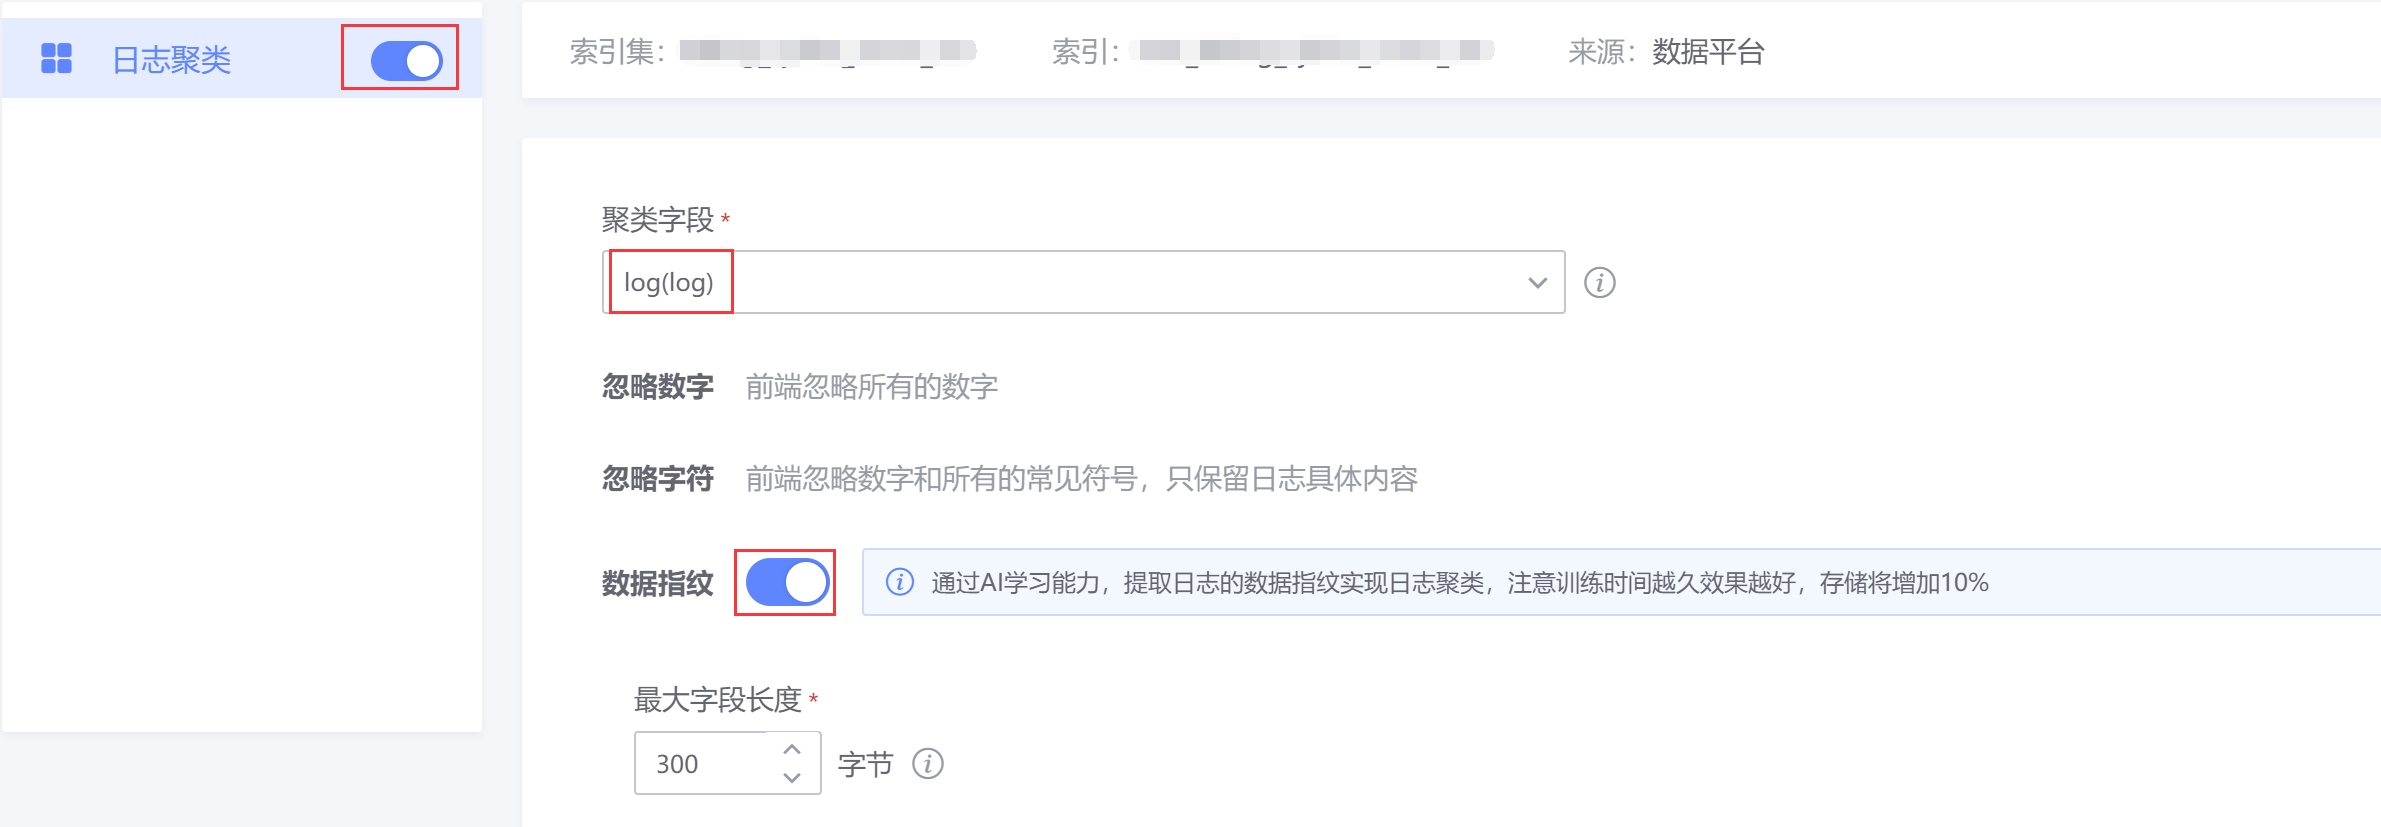 日志聚类
索引集： 索引： 来源：数据平台
聚类字段 *
log(log)
忽略数字 前端忽略所有的数字
忽略字符 前端忽略数字和所有的常见符号，只保留日志具体内容
数据指纹 通过AI学习能力，提取日志的数据指纹实现日志聚类，注意训练时间越久效果越好，存储将增加10%
最大字段长度 *
300 字节